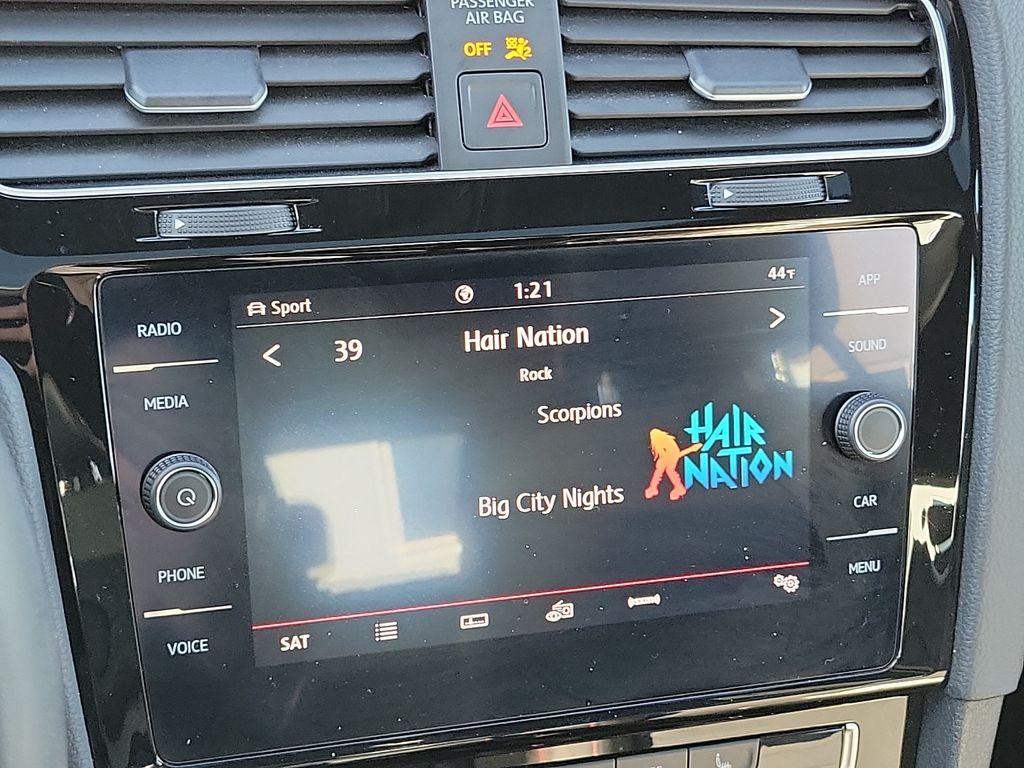 PASSENGER
AIR BAG
OFF
2
RADIO
MEDIA
PHONE
VOICE
Sport
1:21
44°F
< 39 Hair Nation >
Rock
Scorpions
HAIR
NATION
Big City Nights
SAT
APP
SOUND
CAR
MENU